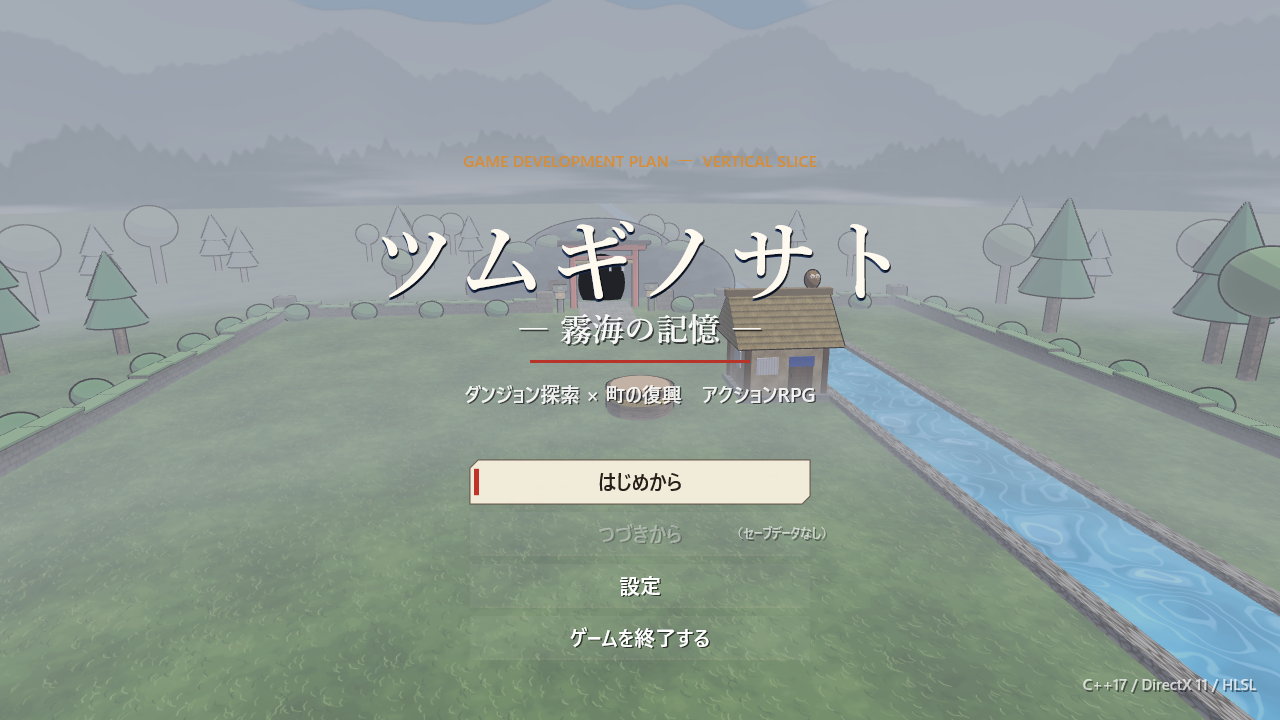 GAME DEVELOPMENT PLAN — VERTICAL SLICE
ツムギノサト
— 霧海の記憶 —
ダンジョン探索 × 町の復興　アクションRPG
はじめから
つづきから （セーブデータなし）
設定
ゲームを終了する
C++17 / DirectX 11 / HLSL